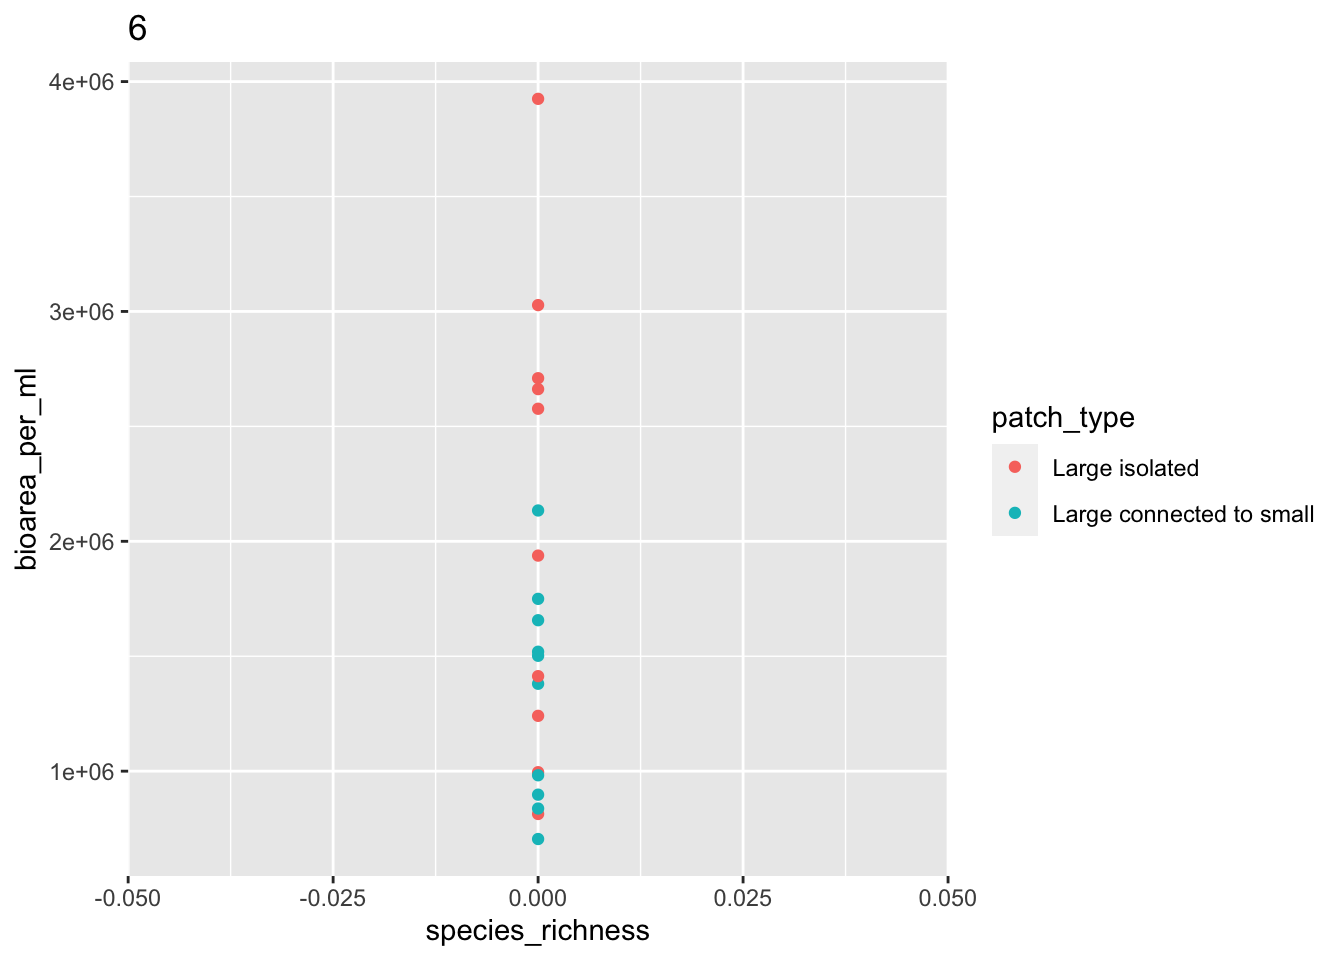 6
4e+06
3e+06
2e+06
1e+06
bioarea_per_ml
-0.050
-0.025
0.000
0.025
0.050
species_richness
patch_type
Large isolated
Large connected to small